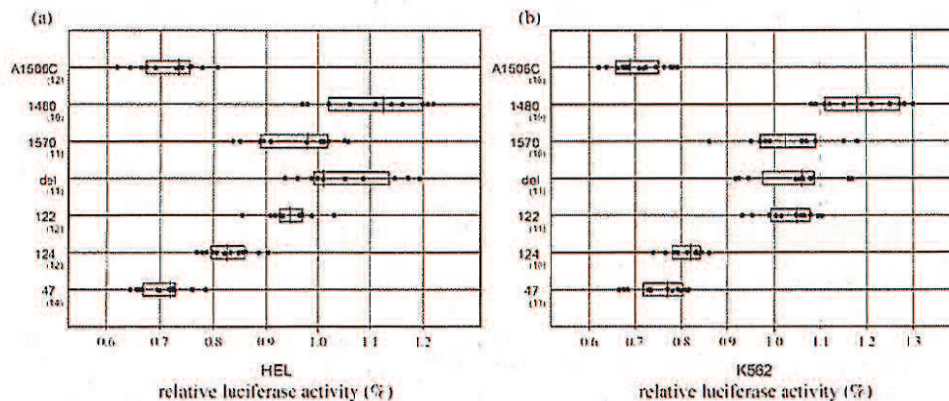 (a)
A1506C
(12)
1480
(10)
1570
(11)
del
(11)
122
(12)
124
(12)
47
(14)
0.6 0.7 0.8 0.9 1.0 1.1 1.2
HEL
relative luciferase activity (%)
(b)
A1506C
1480
(10)
1570
(10)
del
(11)
122
(11)
124
(10)
47
(11)
0.6 0.7 0.8 0.9 1.0 1.1 1.2 1.3
K562
relative luciferase activity (%)